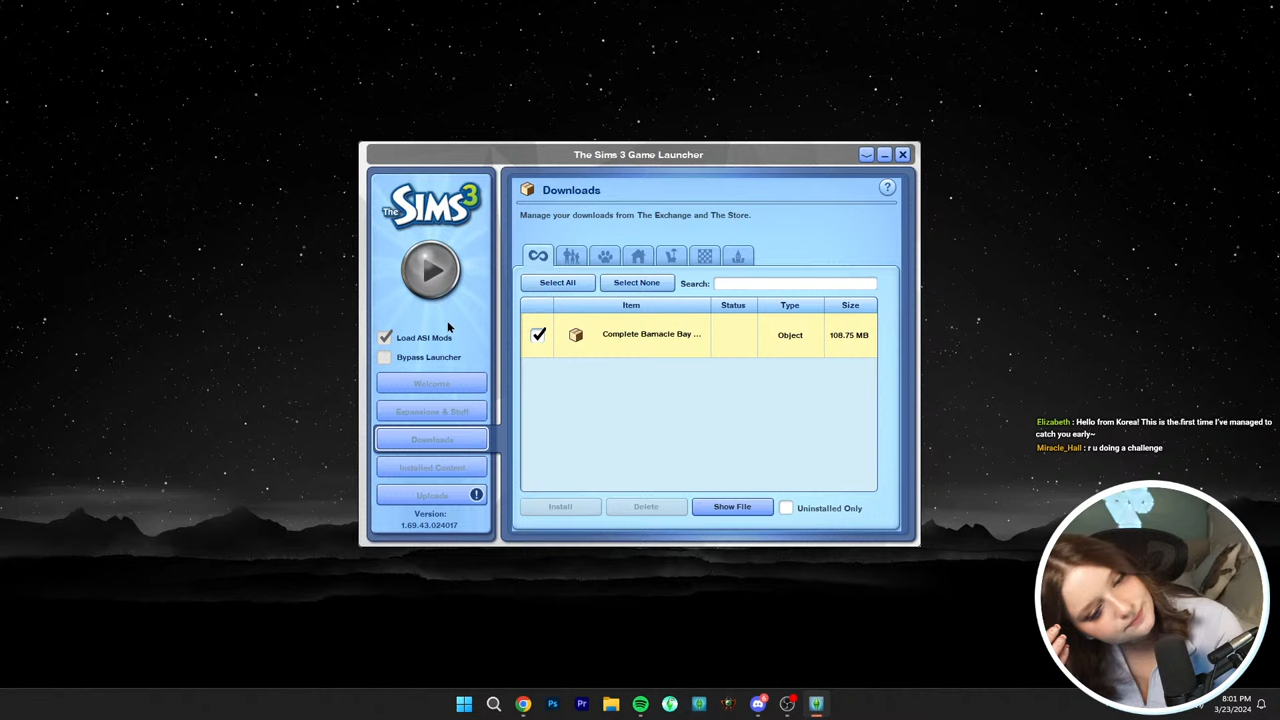 The Sims 3 Game Launcher
The SIMS 3
Downloads
?
Manage your downloads from The Exchange and The Store.
Select All
Select None
Search:
Item
Status
Type
Size
Complete Barnacle Bay ...
Object
108.75 MB
Load ASI Mods
Bypass Launcher
Welcome
Expansions & Stuff
Downloads
Installed Content
Uploads
!
Version:
1.69.43.024017
Install
Delete
Show File
Uninstalled Only
Elizabeth : Hello from Korea! This is the first time I've managed to
catch you early~
Miracle_Hall : r u doing a challenge
Ps
Pr
8:01 PM
3/23/2024